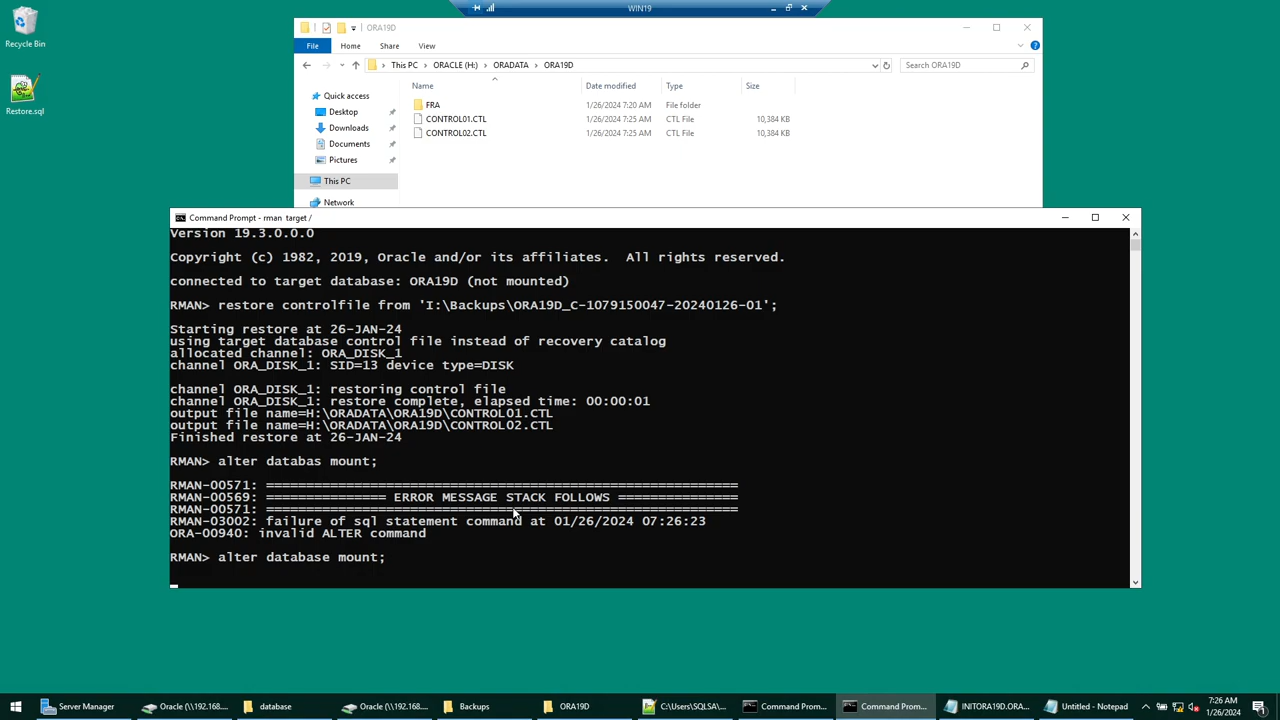 WIN19
Recycle Bin
Restore.sql
ORA19D
File Home Share View
This PC ORACLE (H:) ORADATA ORA19D
Search ORA19D
Name Date modified Type Size
Quick access
Desktop
Downloads
Documents
Pictures
This PC
Network
FRA 1/26/2024 7:20 AM File folder
CONTROL01.CTL 1/26/2024 7:25 AM CTL File 10,384 KB
CONTROL02.CTL 1/26/2024 7:25 AM CTL File 10,384 KB
Command Prompt - rman target /
Version 19.3.0.0.0
Copyright (c) 1982, 2019, Oracle and/or its affiliates. All rights reserved.
connected to target database: ORA19D (not mounted)
RMAN> restore controlfile from 'I:\Backups\ORA19D_C-1079150047-20240126-01';
Starting restore at 26-JAN-24
using target database control file instead of recovery catalog
allocated channel: ORA_DISK_1
channel ORA_DISK_1: SID=13 device type=DISK
channel ORA_DISK_1: restoring control file
channel ORA_DISK_1: restore complete, elapsed time: 00:00:01
output file name=H:\ORADATA\ORA19D\CONTROL01.CTL
output file name=H:\ORADATA\ORA19D\CONTROL02.CTL
Finished restore at 26-JAN-24
RMAN> alter databas mount;
RMAN-00571: ===========================================================
RMAN-00569: =============== ERROR MESSAGE STACK FOLLOWS ===============
RMAN-00571: ===========================================================
RMAN-03002: failure of sql statement command at 01/26/2024 07:26:23
ORA-00940: invalid ALTER command
RMAN> alter database mount;
Server Manager
Oracle (\\192.168....
database
Oracle (\\192.168....
Backups
ORA19D
C:\Users\SQLSA...
Command Prom...
Command Prom...
INITORA19D.ORA...
Untitled - Notepad
7:26 AM
1/26/2024